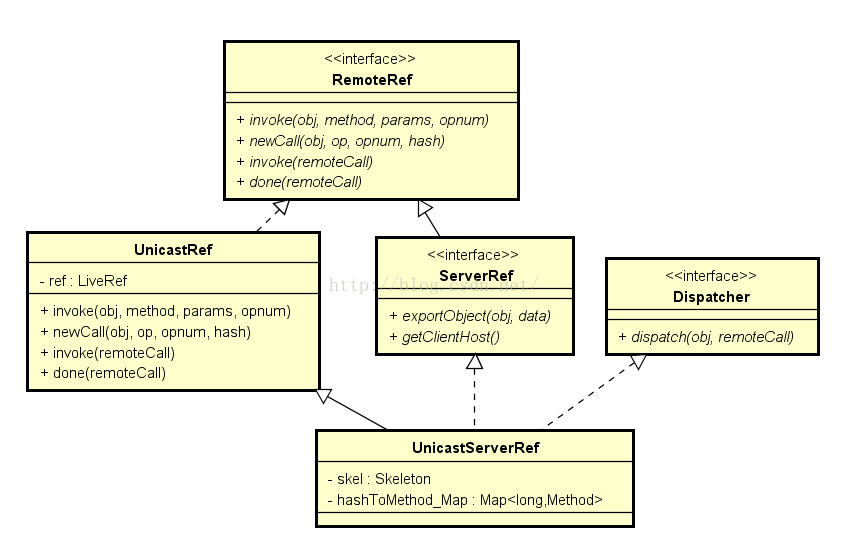 <<interface>>
RemoteRef
+ invoke(obj, method, params, opnum)
+ newCall(obj, op, opnum, hash)
+ invoke(remoteCall)
+ done(remoteCall)
UnicastRef
- ref : LiveRef
+ invoke(obj, method, params, opnum)
+ newCall(obj, op, opnum, hash)
+ invoke(remoteCall)
+ done(remoteCall)
<<interface>>
ServerRef
+ exportObject(obj, data)
+ getClientHost()
http://blog.csdn.net/
<<interface>>
Dispatcher
+ dispatch(obj, remoteCall)
UnicastServerRef
- skel : Skeleton
- hashToMethod_Map : Map<long,Method>